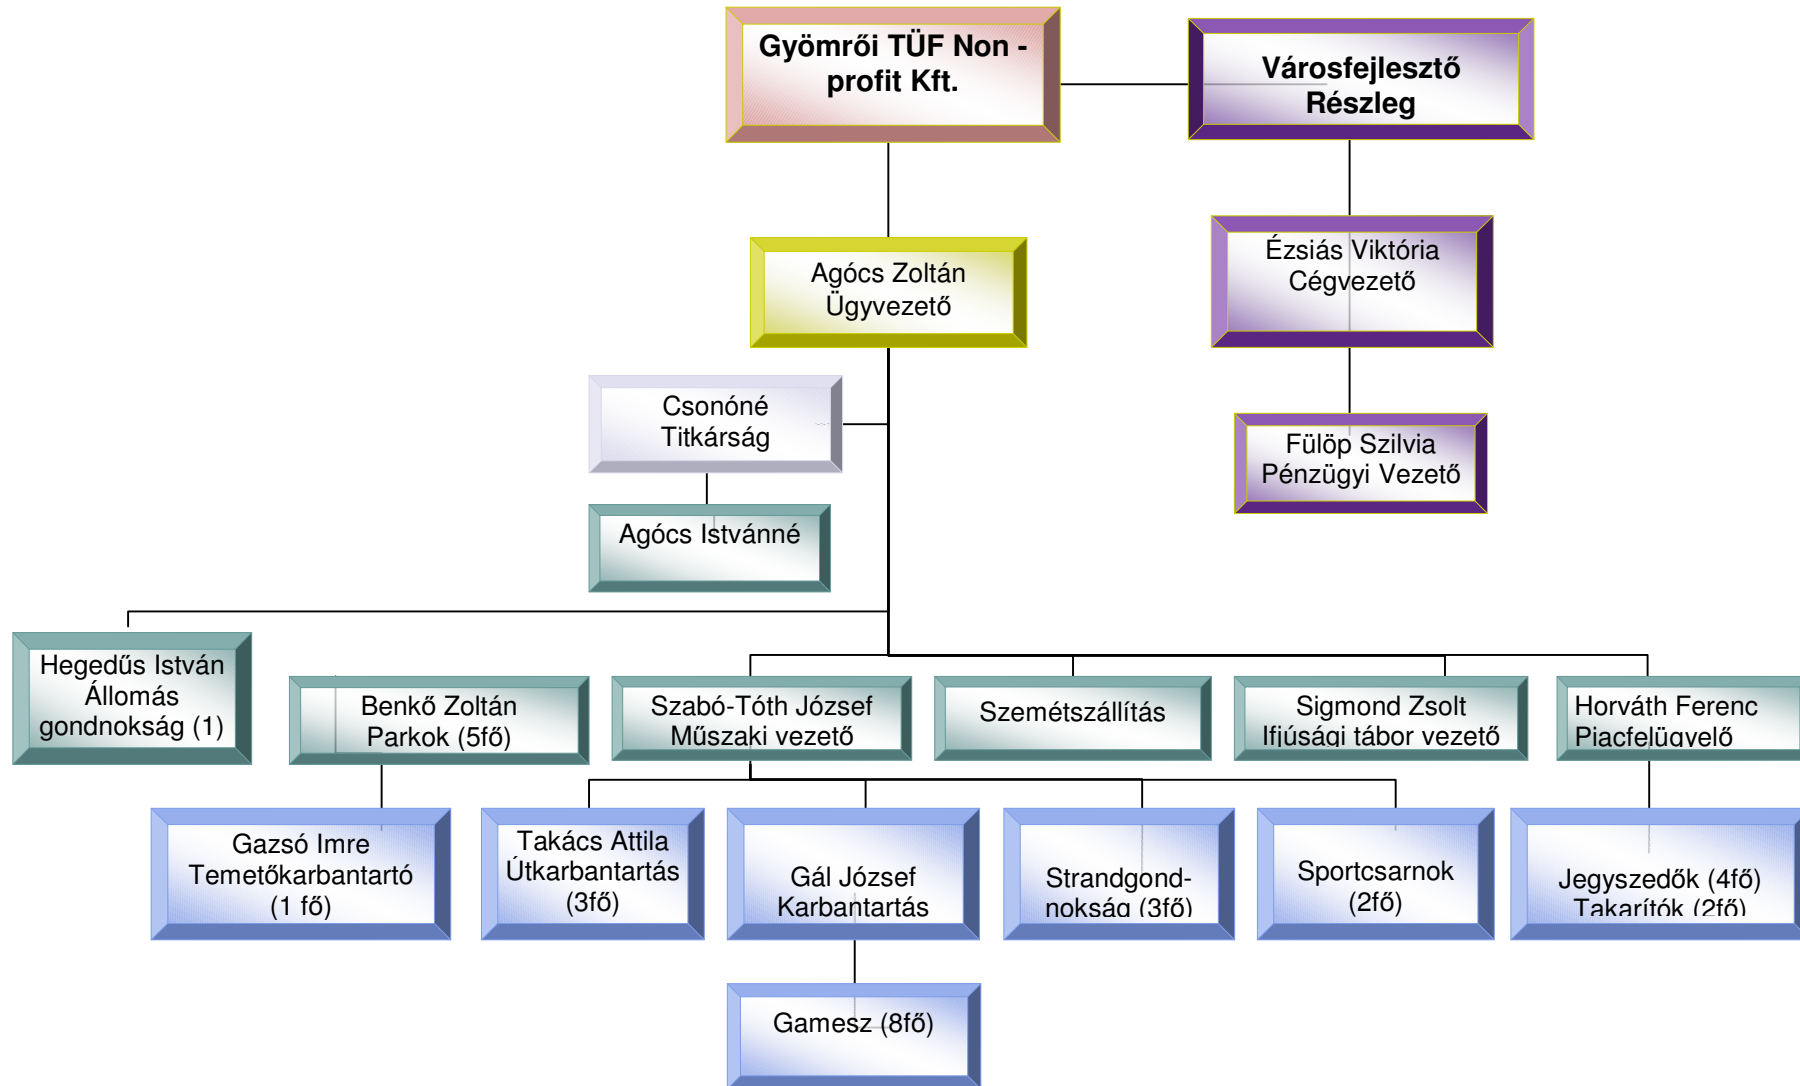 Gyömrői TÜF Non -
profit Kft.
Városfejlesztő
Részleg
Agócs Zoltán
Ügyvezető
Ézsiás Viktória
Cégvezető
Csonóné
Titkárság
Fülöp Szilvia
Pénzügyi Vezető
Agócs Istvánné
Hegedűs István
Állomás
gondnokság (1)
Benkő Zoltán
Parkok (5fő)
Szabó-Tóth József
Műszaki vezető
Szemétszállítás
Sigmond Zsolt
Ifjúsági tábor vezető
Horváth Ferenc
Piacfelügyelő
Gazsó Imre
Temetőkarbantartó
(1 fő)
Takács Attila
Útkarbantartás
(3fő)
Gál József
Karbantartás
Strandgond-
nokság (3fő)
Sportcsarnok
(2fő)
Jegyszedők (4fő)
Takarítók (2fő)
Gamesz (8fő)